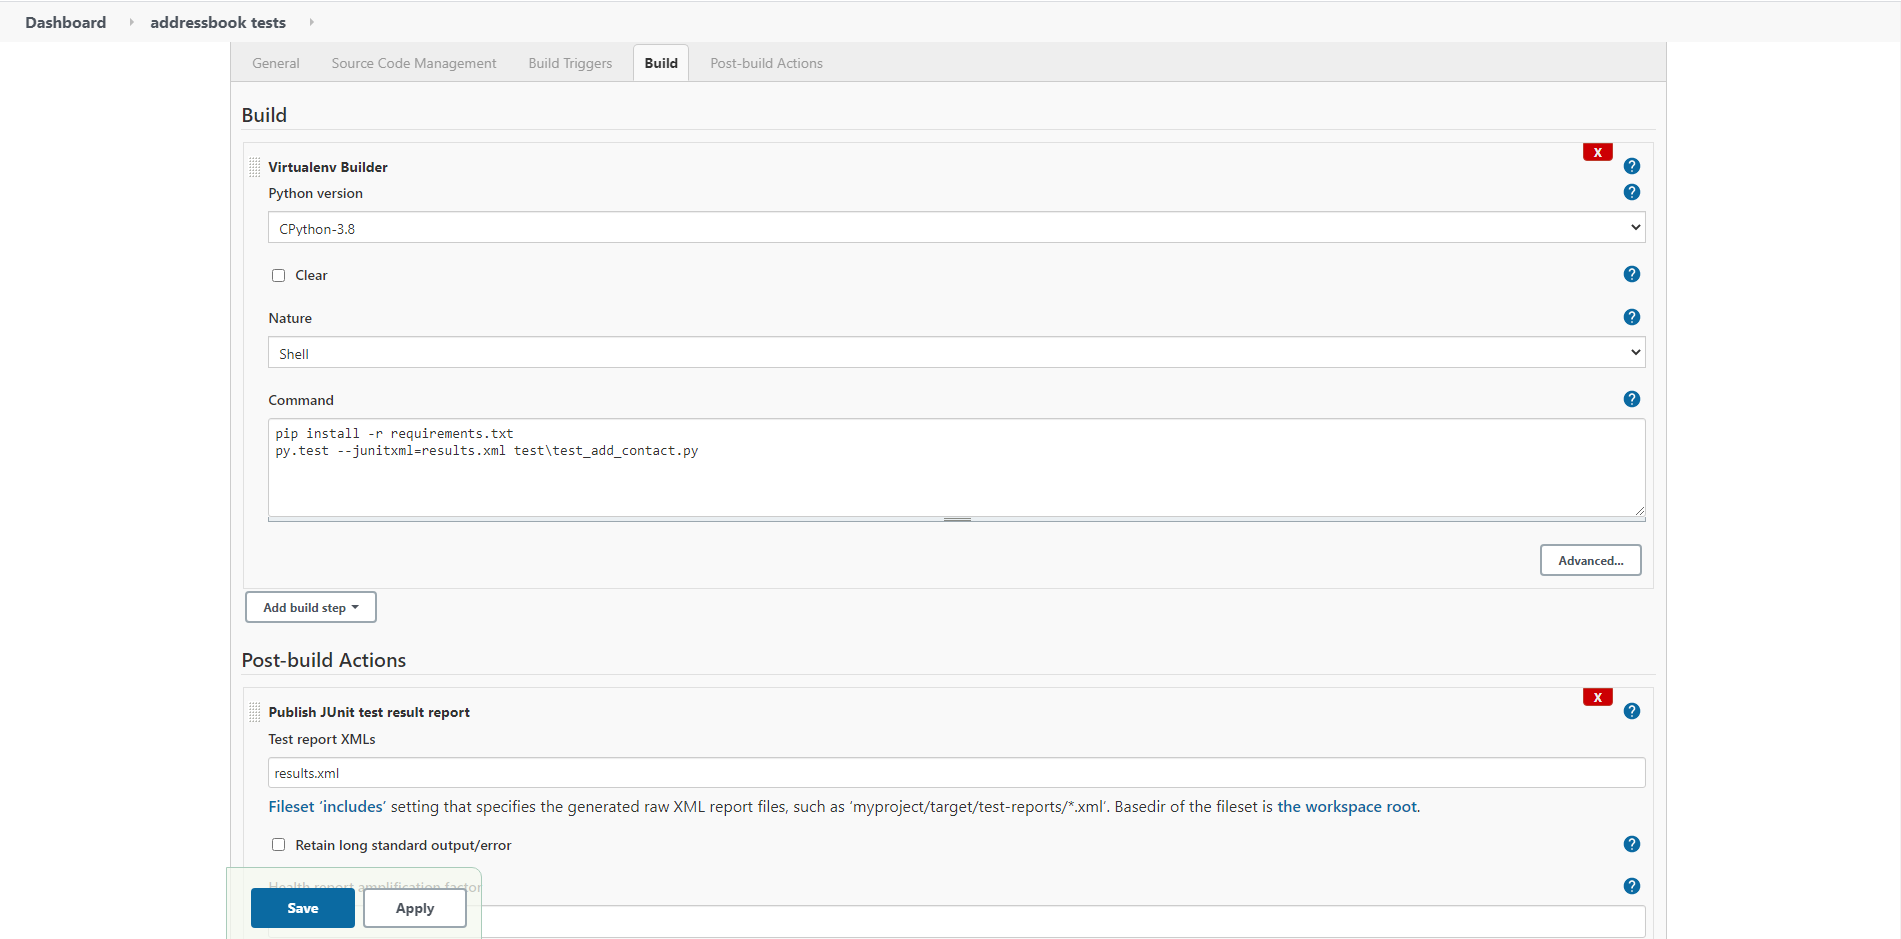 Dashboard addressbook tests
General Source Code Management Build Triggers Build Post-build Actions
Build
X
Virtualenv Builder ?
Python version ?
CPython-3.8
Clear ?
Nature ?
Shell
Command ?
pip install -r requirements.txt
py.test --junitxml=results.xml test\test_add_contact.py
Advanced...
Add build step
Post-build Actions
X
Publish JUnit test result report ?
Test report XMLs
results.xml
Fileset 'includes' setting that specifies the generated raw XML report files, such as 'myproject/target/test-reports/*.xml'. Basedir of the fileset is the workspace root.
Retain long standard output/error ?
Health report amplification factor ?
Save Apply